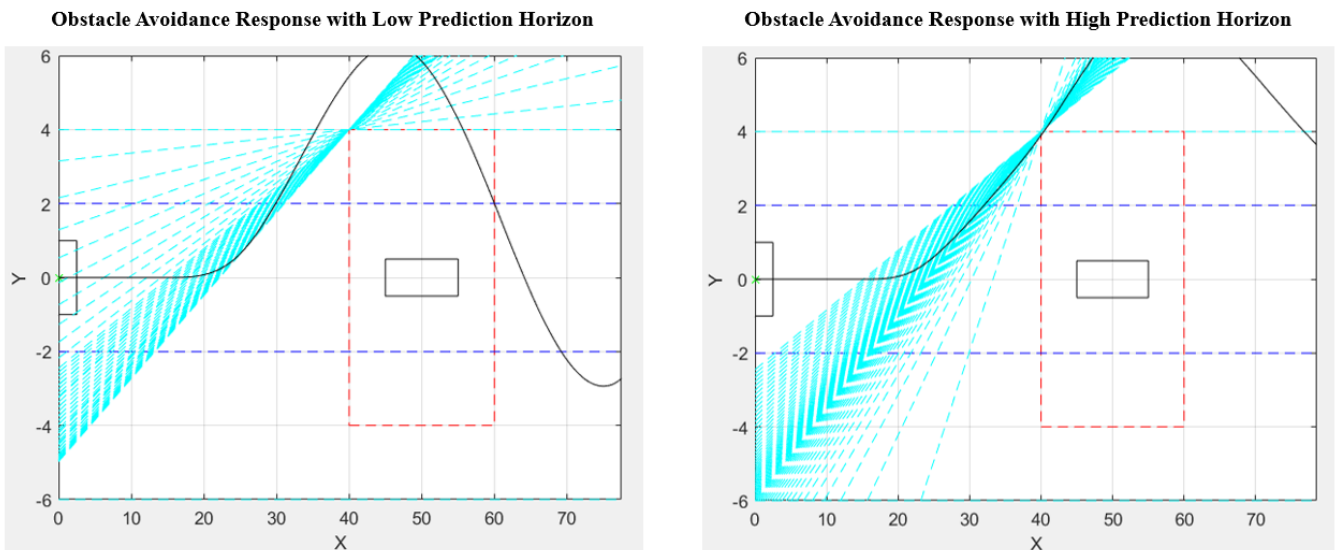 Obstacle Avoidance Response with Low Prediction Horizon
6
4
2
0
-2
-4
-6
Y
0 10 20 30 40 50 60 70
X
Obstacle Avoidance Response with High Prediction Horizon
6
4
2
0
-2
-4
-6
Y
0 10 20 30 40 50 60 70
X